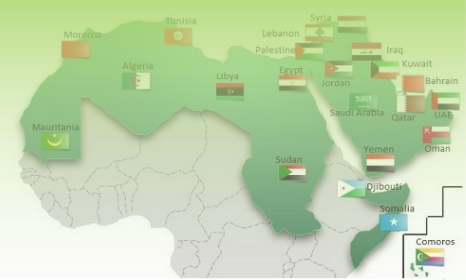 Tunisia
Syria
Morocco
Lebanon
Palestine
Iraq
Algeria
Libya
Egypt
Jordan
Kuwait
Bahrain
Saudi Arabia
Qatar
UAE
Mauritania
Oman
Sudan
Yemen
Djibouti
Somalia
Comoros